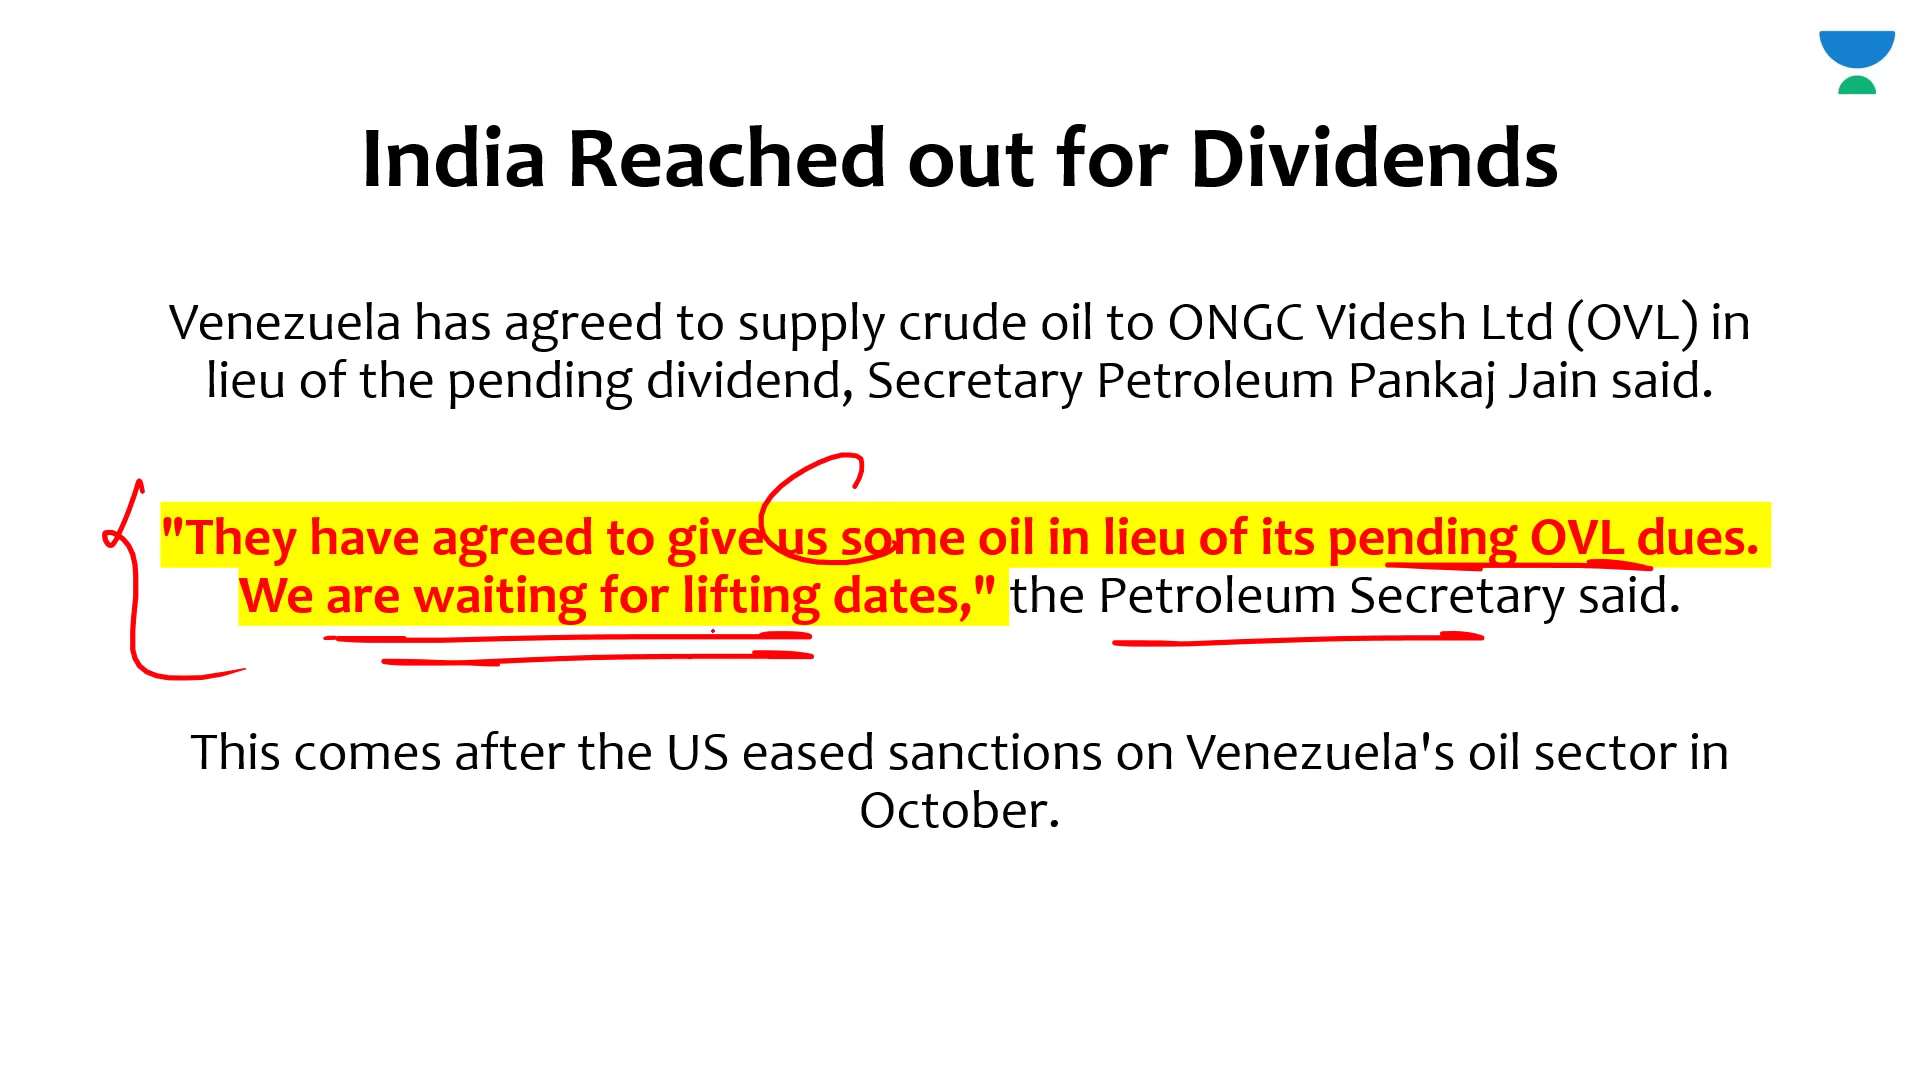 India Reached out for Dividends
Venezuela has agreed to supply crude oil to ONGC Videsh Ltd (OVL) in
lieu of the pending dividend, Secretary Petroleum Pankaj Jain said.
"They have agreed to give us some oil in lieu of its pending OVL dues.
We are waiting for lifting dates," the Petroleum Secretary said.
This comes after the US eased sanctions on Venezuela's oil sector in
October.